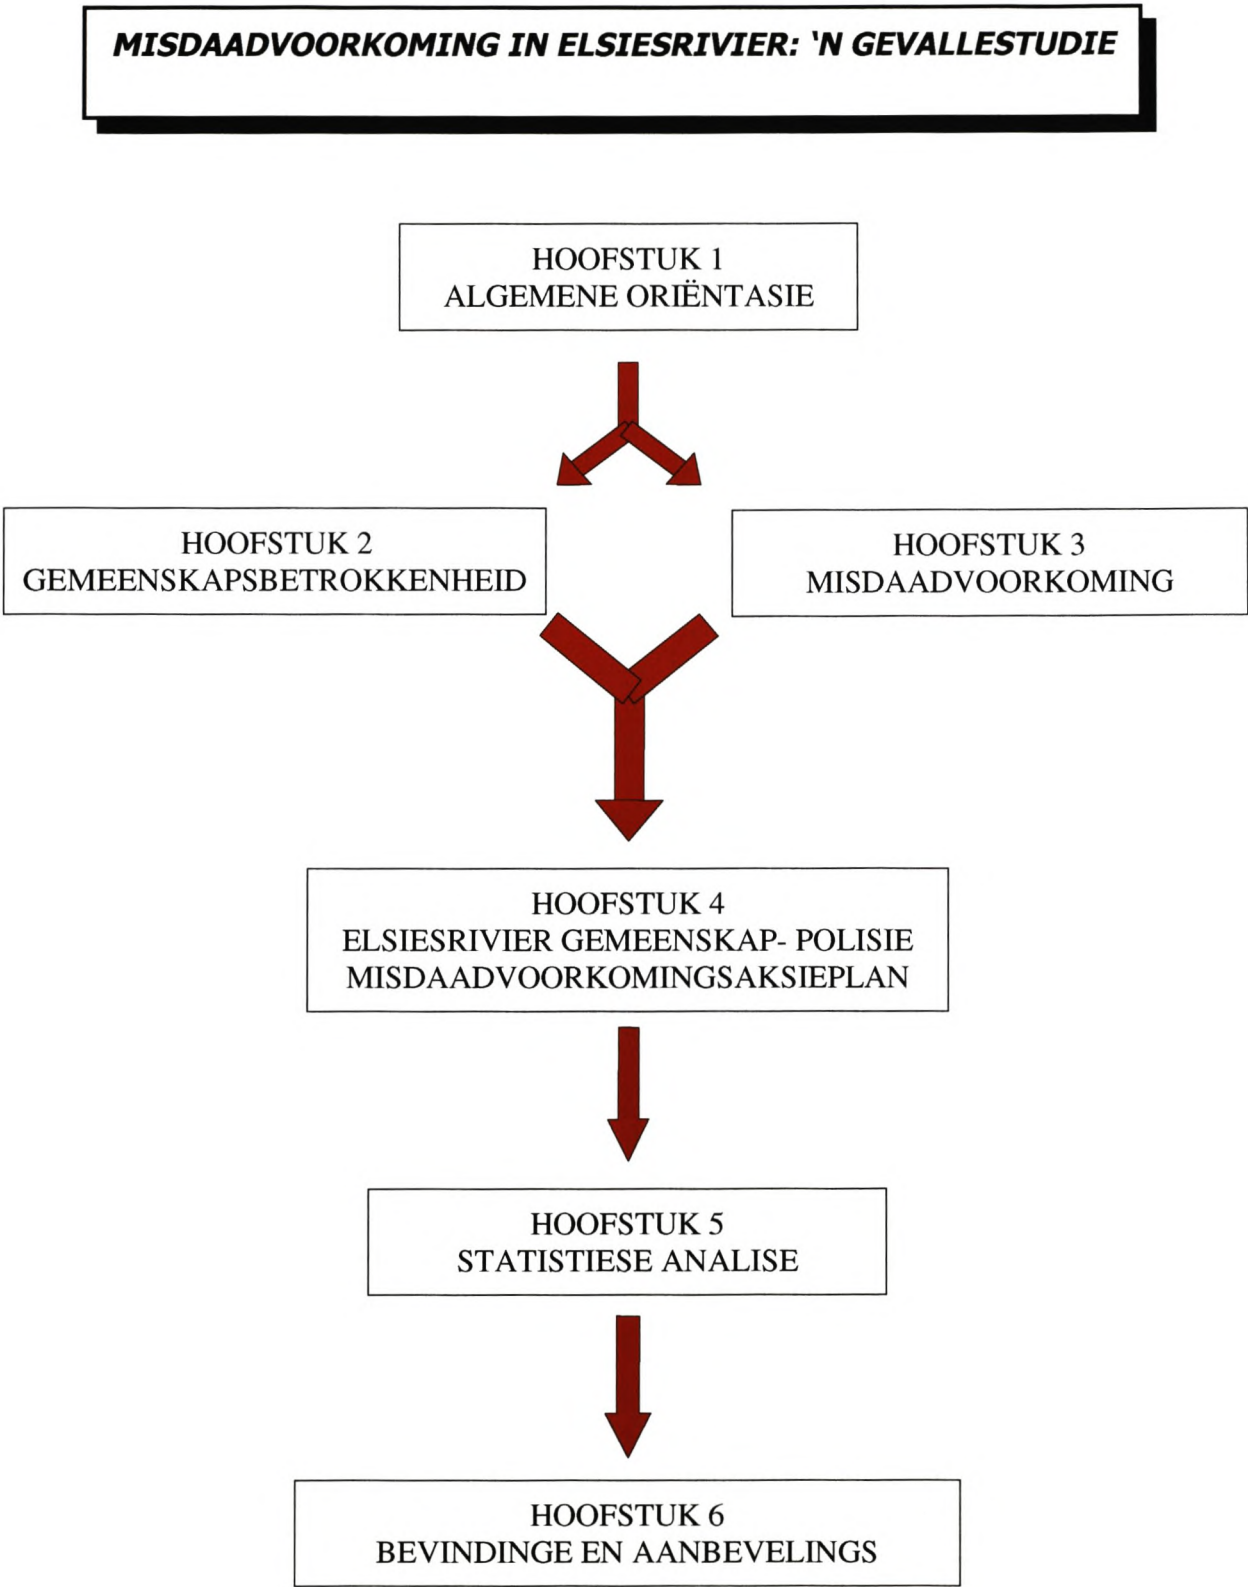 MISDAADVOORKOMING IN ELSIESRIVIER: ‘N GEVALLESTUDIE
HOOFSTUK 1
ALGEMENE ORIËNTASIE
HOOFSTUK 2
GEMEENSKAPSBETROKKENHEID
HOOFSTUK 3
MISDAADVOORKOMING
HOOFSTUK 4
ELSIESRIVIER GEMEENSKAP- POLISIE
MISDAADVOORKOMINGSAKSIEPLAN
HOOFSTUK 5
STATISTIESE ANALISE
HOOFSTUK 6
BEVINDINGE EN AANBEVELINGS